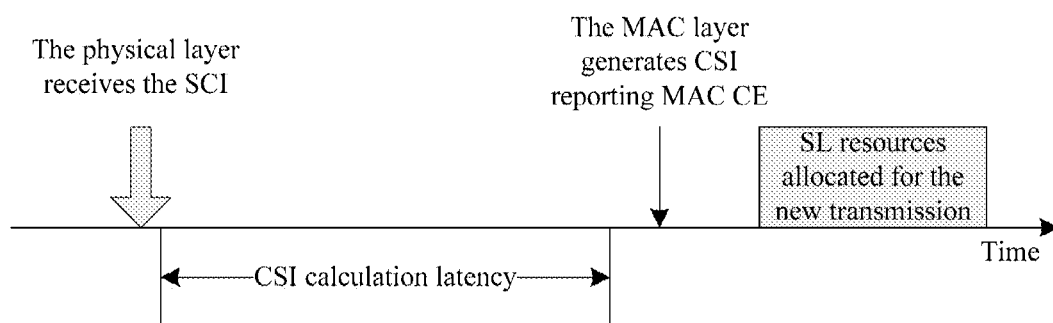 The physical layer
receives the SCI
The MAC layer
generates CSI
reporting MAC CE
SL resources
allocated for the
new transmission
Time
CSI calculation latency